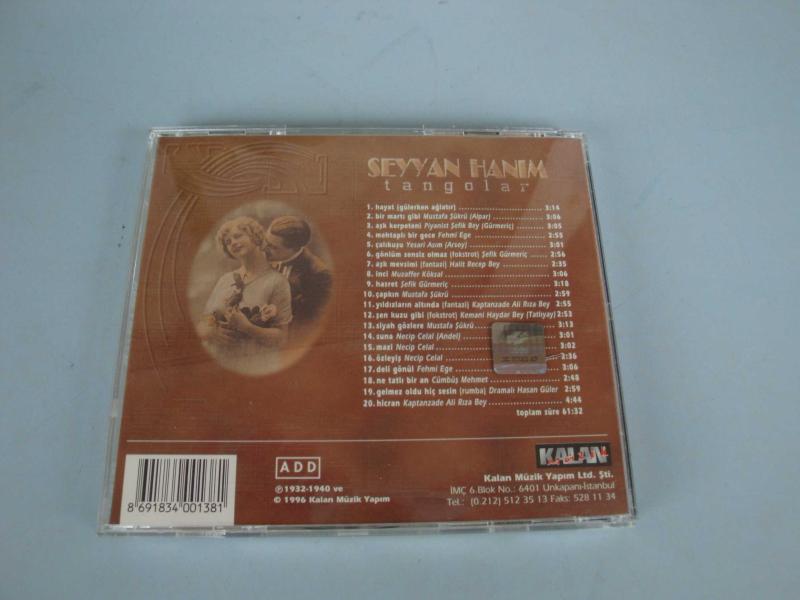 SEYYAN HANIM
tangolar
1. hayat (gülerken ağlatır) 3:14
2. bir martı gibi Mustafa Şükrü (Alpar) 3:06
3. aşk kerpeteni Piyanist Şefik Bey (Gürmeriç) 3:05
4. mehtaplı bir gece Fehmi Ege 2:55
5. çalıkuşu Yesari Asım (Arsoy) 3:01
6. gönlüm sensiz olmaz (fokstrot) Şefik Gürmeriç 2:56
7. aşk mevsimi (fantazi) Halit Recep Bey 2:35
8. inci Muzaffer Köksal 3:06
9. hasret Şefik Gürmeriç 3:18
10. çapkın Mustafa Şükrü 2:59
11. yıldızların altında (fantazi) Kaptanzade Ali Rıza Bey 2:55
12. şen kuzu gibi (fokstrot) Kemani Haydar Bey (Tatlıyay) 2:53
13. siyah gözlere Mustafa Şükrü 3:13
14. suna Necip Celal (Andel) 3:01
15. mazi Necip Celal 3:02
16. özleyiş Necip Celal 2:36
17. deli gönül Fehmi Ege 3:06
18. ne tatlı bir an Cümbüş Mehmet 2:48
19. gelmez oldu hiç sesin (rumba) Dramalı Hasan Güler 2:59
20. hicran Kaptanzade Ali Rıza Bey 4:44
toplam süre 61:32
8 691834 001381
ADD
℗ 1932-1940 ve
© 1996 Kalan Müzik Yapım
KALAN
Kalan Müzik Yapım Ltd. Şti.
İMÇ 6.Blok No.: 6401 Unkapanı-İstanbul
Tel.: (0.212) 512 35 13 Faks: 528 11 34